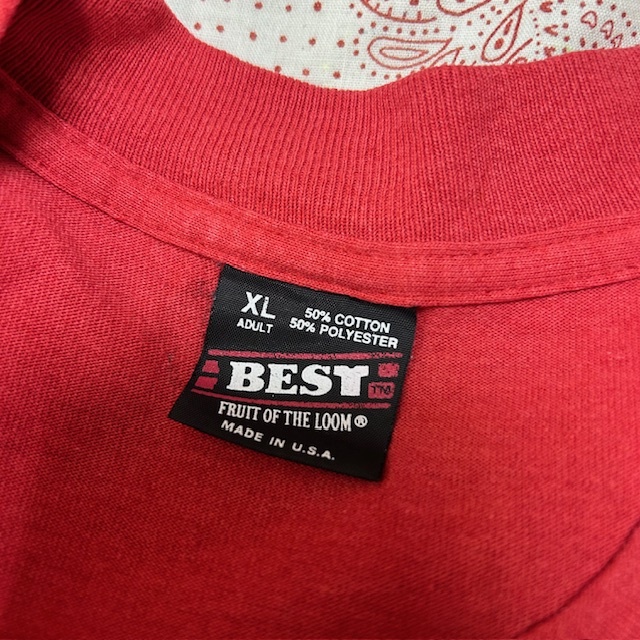 XL
ADULT
50% COTTON
50% POLYESTER
BEST TM
FRUIT OF THE LOOM®
MADE IN U.S.A.